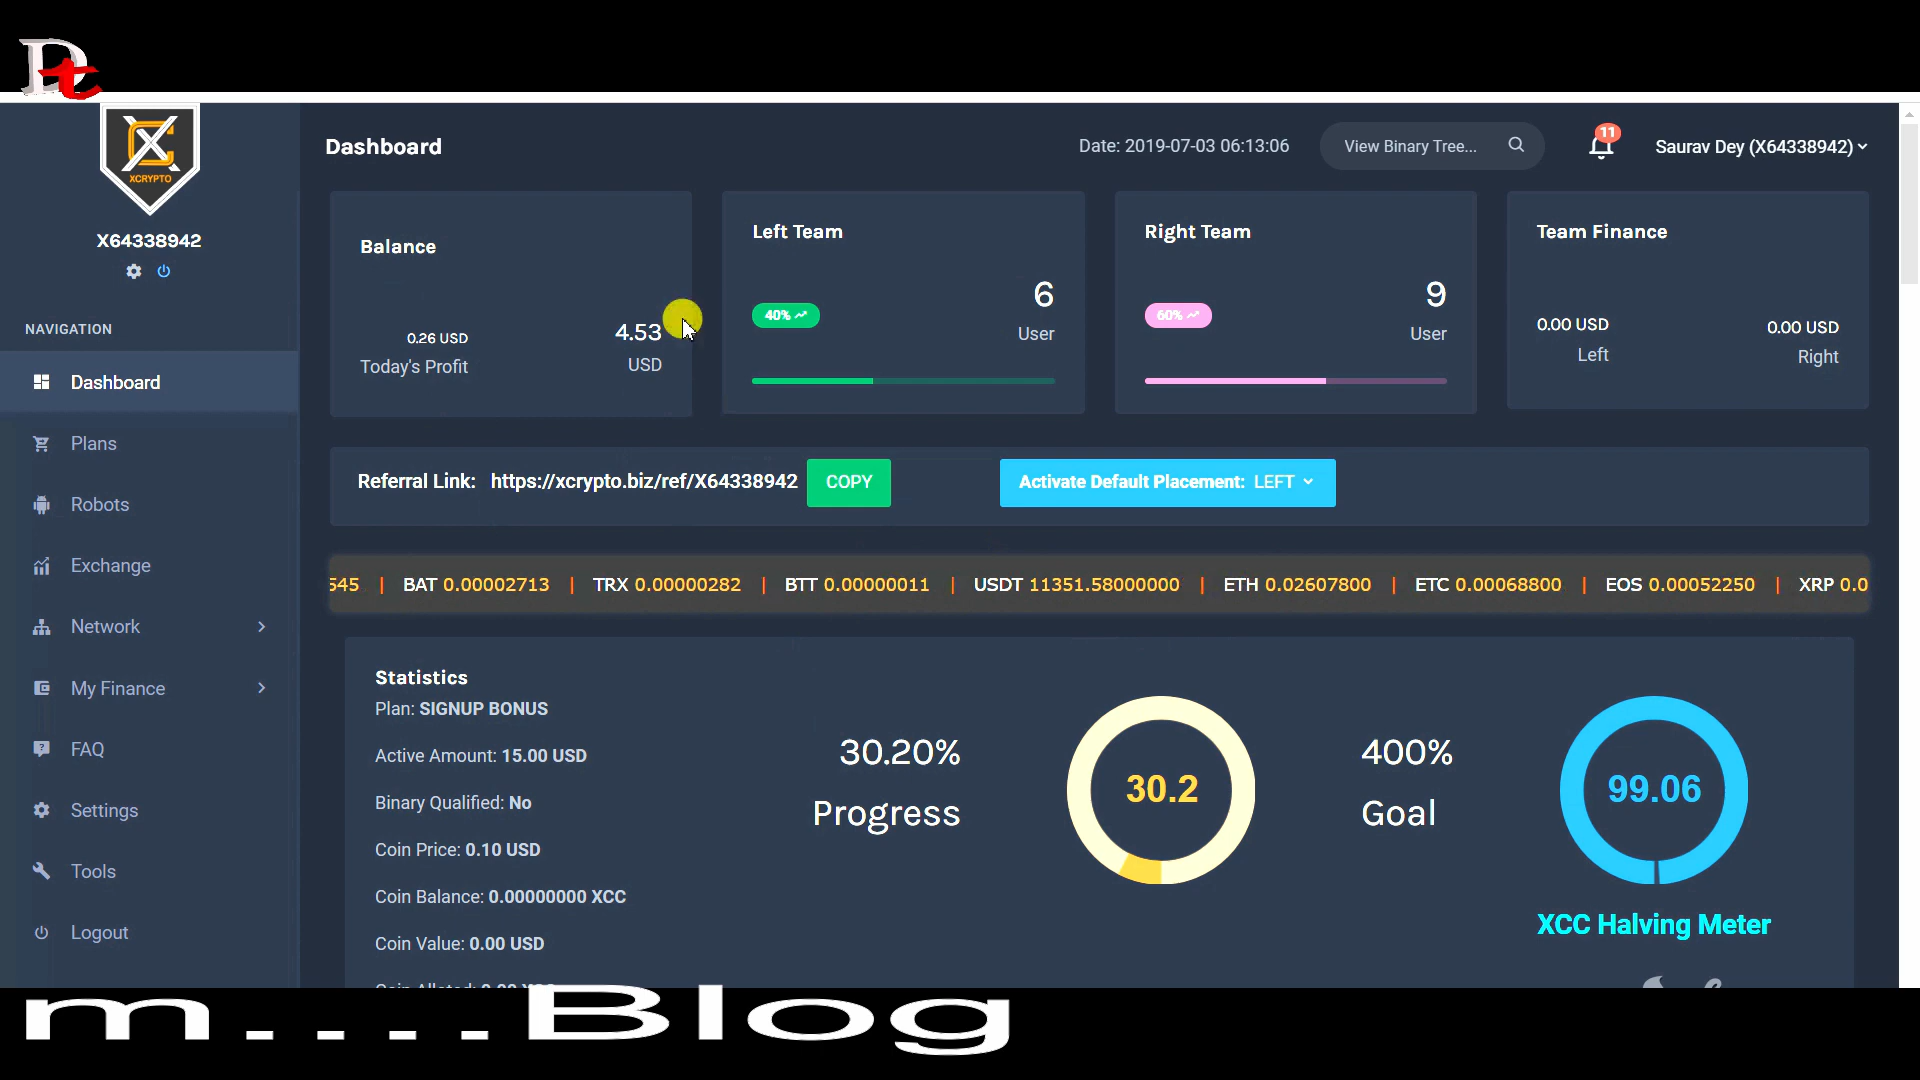 Dt
XCRYPTO
X64338942
NAVIGATION
Dashboard
Plans
Robots
Exchange
Network
My Finance
FAQ
Settings
Tools
Logout
Dashboard
Date: 2019-07-03 06:13:06
View Binary Tree...
11
Saurav Dey (X64338942)
Balance
0.26 USD
Today's Profit
4.53
USD
Left Team
40%
6
User
Right Team
60%
9
User
Team Finance
0.00 USD
Left
0.00 USD
Right
Referral Link: https://xcrypto.biz/ref/X64338942 COPY
Activate Default Placement: LEFT
545 | BAT 0.00002713 | TRX 0.00000282 | BTT 0.00000011 | USDT 11351.58000000 | ETH 0.02607800 | ETC 0.00068800 | EOS 0.00052250 | XRP 0.0
Statistics
Plan: SIGNUP BONUS
Active Amount: 15.00 USD
Binary Qualified: No
Coin Price: 0.10 USD
Coin Balance: 0.00000000 XCC
Coin Value: 0.00 USD
30.20%
Progress
30.2
400%
Goal
99.06
XCC Halving Meter
m....Blog